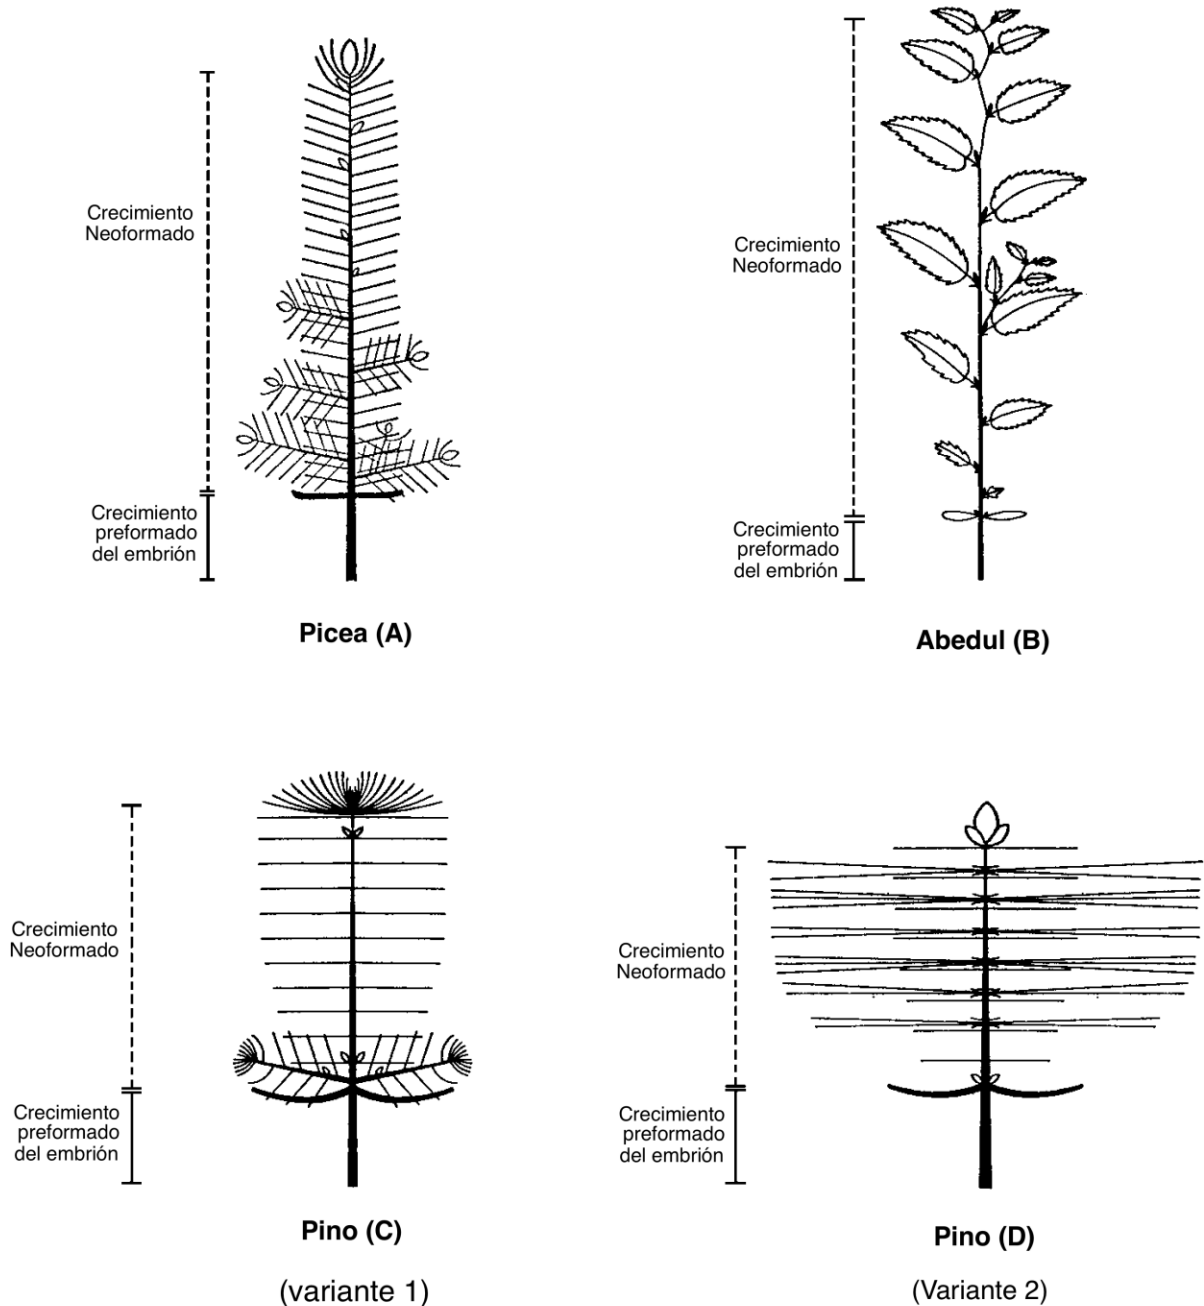 Crecimiento
Neoformado
Crecimiento
preformado
del embrión
Picea (A)
Crecimiento
Neoformado
Crecimiento
preformado
del embrión
Abedul (B)
Crecimiento
Neoformado
Crecimiento
preformado
del embrión
Pino (C)
(variante 1)
Crecimiento
Neoformado
Crecimiento
preformado
del embrión
Pino (D)
(Variante 2)